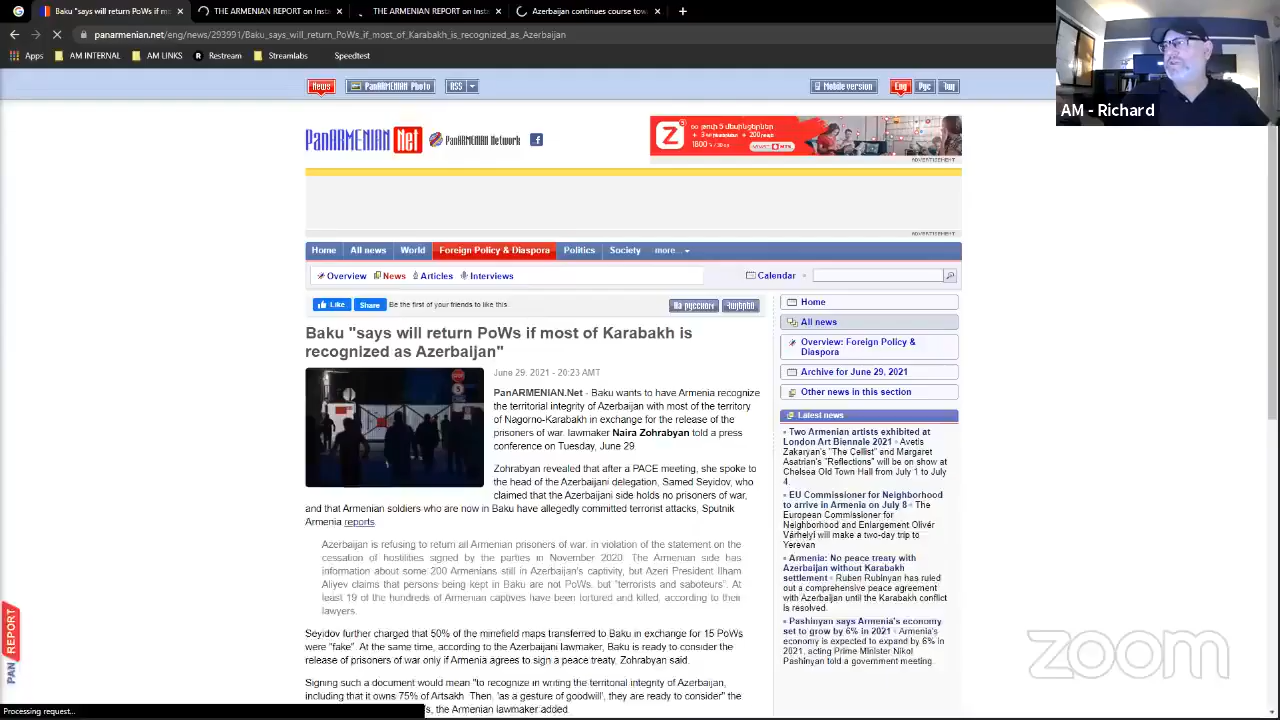 Baku "says will return PoWs if mos
THE ARMENIAN REPORT on Insta
THE ARMENIAN REPORT on Insta
Azerbaijan continues course tow
panarmenian.net/eng/news/293991/Baku_says_will_return_PoWs_if_most_of_Karabakh_is_recognized_as_Azerbaijan
Apps AM INTERNAL AM LINKS Restream Streamlabs Speedtest
AM - Richard
News PanARMENIAN Photo RSS Mobile version Eng Рус Հայ
PanARMENIAN Net PanARMENIAN Network
1800
ADVERTISEMENT
ADVERTISEMENT
Home All news World Foreign Policy & Diaspora Politics Society more...
Overview News Articles Interviews Calendar
Like Share Be the first of your friends to like this.
На русском Հայերեն
Baku "says will return PoWs if most of Karabakh is
recognized as Azerbaijan"
June 29, 2021 - 20:23 AMT
PanARMENIAN.Net - Baku wants to have Armenia recognize
the territorial integrity of Azerbaijan with most of the territory
of Nagorno-Karabakh in exchange for the release of the
prisoners of war, lawmaker Naira Zohrabyan told a press
conference on Tuesday, June 29.
Zohrabyan revealed that after a PACE meeting, she spoke to
the head of the Azerbaijani delegation, Samed Seyidov, who
claimed that the Azerbaijani side holds no prisoners of war,
and that Armenian soldiers who are now in Baku have allegedly committed terrorist attacks, Sputnik
Armenia reports.
Azerbaijan is refusing to return all Armenian prisoners of war, in violation of the statement on the
cessation of hostilities signed by the parties in November 2020. The Armenian side has
information about some 200 Armenians still in Azerbaijan's captivity, but Azeri President Ilham
Aliyev claims that persons being kept in Baku are not PoWs, but "terrorists and saboteurs". At
least 19 of the hundreds of Armenian captives have been tortured and killed, according to their
lawyers.
Seyidov further charged that 50% of the minefield maps transferred to Baku in exchange for 15 PoWs
were "fake". At the same time, according to the Azerbaijani lawmaker, Baku is ready to consider the
release of prisoners of war only if Armenia agrees to sign a peace treaty, Zohrabyan said.
Signing such a document would mean "to recognize in writing the territorial integrity of Azerbaijan,
including that it owns 75% of Artsakh. Then, 'as a gesture of goodwill', they are ready to consider" the
s, the Armenian lawmaker added.
Home
All news
Overview: Foreign Policy &
Diaspora
Archive for June 29, 2021
Other news in this section
Latest news
Two Armenian artists exhibited at
London Art Biennale 2021 Avetis
Zakaryan's "The Cellist" and Margaret
Asatrian's "Reflections" will be on show at
Chelsea Old Town Hall from July 1 to July
4.
EU Commissioner for Neighborhood
to arrive in Armenia on July 8 The
European Commissioner for
Neighborhood and Enlargement Olivér
Várhelyi will make a two-day trip to
Yerevan
Armenia: No peace treaty with
Azerbaijan without Karabakh
settlement Ruben Rubinyan has ruled
out a comprehensive peace agreement
with Azerbaijan until the Karabakh conflict
is resolved.
Pashinyan says Armenia's economy
set to grow by 6% in 2021 Armenia's
economy is expected to expand by 6% in
2021, acting Prime Minister Nikol
Pashinyan told a government meeting.
PAN REPORT
zoom
Processing request...